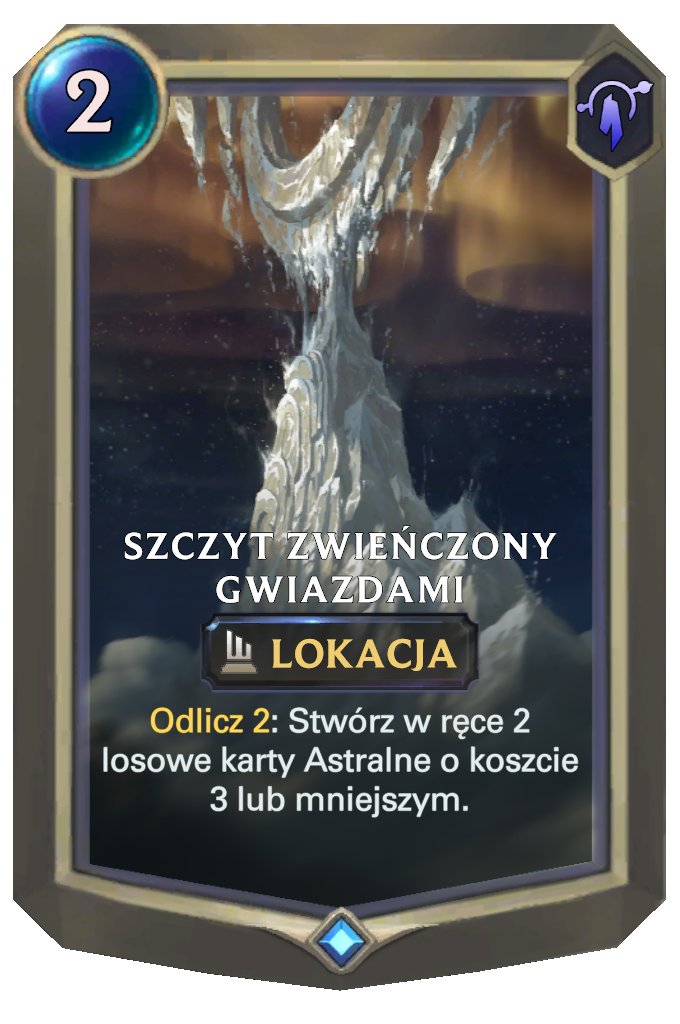 2
SZCZYT ZWIEŃCZONY
GWIAZDAMI
LOKACJA
Odlicz 2: Stwórz w ręce 2
losowe karty Astralne o koszcie
3 lub mniejszym.